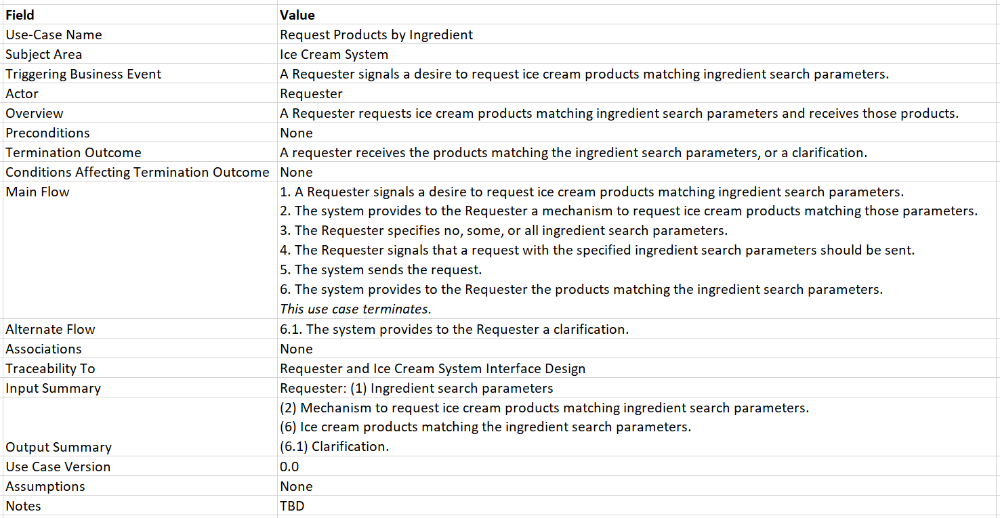 Field Value
Use-Case Name Request Products by Ingredient
Subject Area Ice Cream System
Triggering Business Event A Requester signals a desire to request ice cream products matching ingredient search parameters.
Actor Requester
Overview A Requester requests ice cream products matching ingredient search parameters and receives those products.
Preconditions None
Termination Outcome A requester receives the products matching the ingredient search parameters, or a clarification.
Conditions Affecting Termination Outcome None
Main Flow 1. A Requester signals a desire to request ice cream products matching ingredient search parameters.
2. The system provides to the Requester a mechanism to request ice cream products matching those parameters.
3. The Requester specifies no, some, or all ingredient search parameters.
4. The Requester signals that a request with the specified ingredient search parameters should be sent.
5. The system sends the request.
6. The system provides to the Requester the products matching the ingredient search parameters.
This use case terminates.
Alternate Flow 6.1. The system provides to the Requester a clarification.
Associations None
Traceability To Requester and Ice Cream System Interface Design
Input Summary Requester: (1) Ingredient search parameters
(2) Mechanism to request ice cream products matching ingredient search parameters.
(6) Ice cream products matching the ingredient search parameters.
Output Summary (6.1) Clarification.
Use Case Version 0.0
Assumptions None
Notes TBD